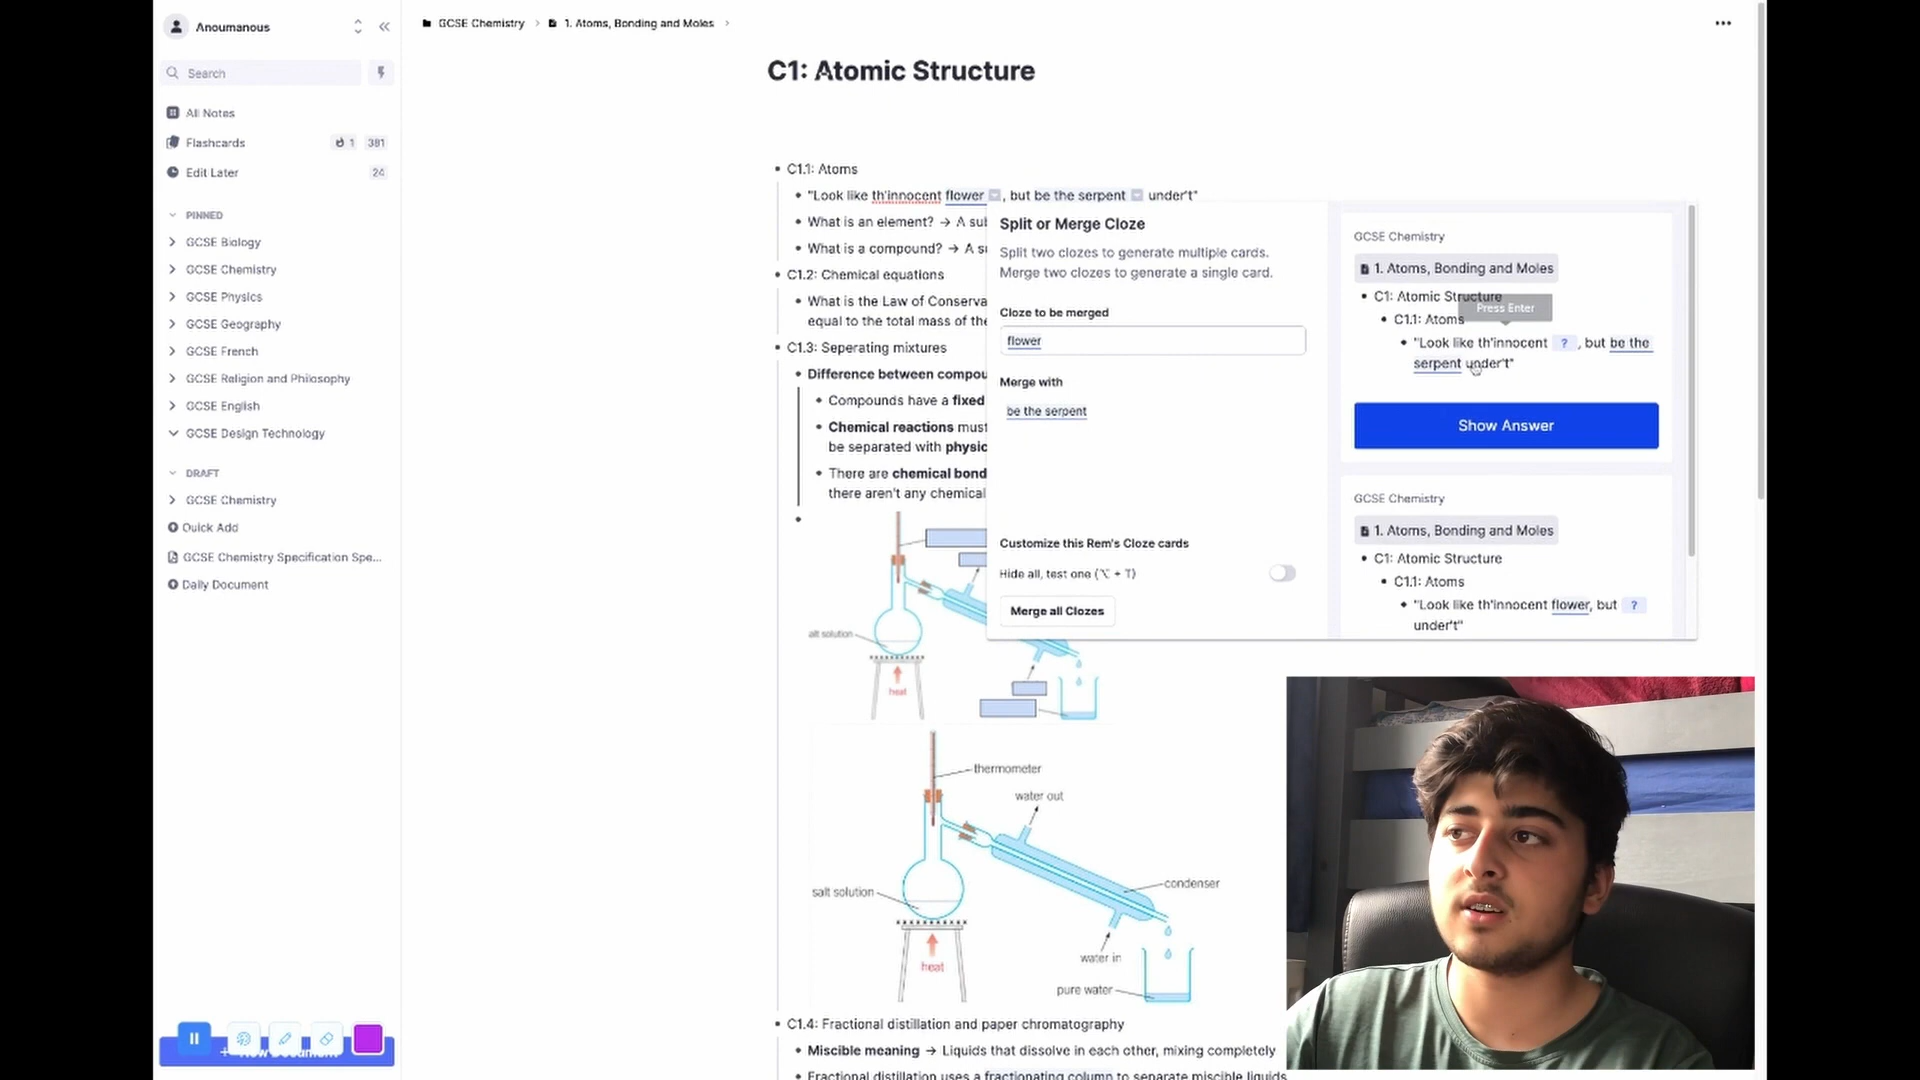 Anoumanous
Search
All Notes
Flashcards
1
381
Edit Later
24
PINNED
GCSE Biology
GCSE Chemistry
GCSE Physics
GCSE Geography
GCSE French
GCSE Religion and Philosophy
GCSE English
GCSE Design Technology
DRAFT
GCSE Chemistry
Quick Add
GCSE Chemistry Specification Spe...
Daily Document
GCSE Chemistry > 1. Atoms, Bonding and Moles >
C1: Atomic Structure
C1.1: Atoms
"Look like th'innocent flower, but be the serpent under't"
What is an element? → A sub
What is a compound? → A
C1.2: Chemical equations
What is the Law of Conserva
equal to the total mass of the
C1.3: Seperating mixtures
Difference between compou
Compounds have a fixed
Chemical reactions must
be separated with physic
There are chemical bond
there aren't any chemical
alt solution
heat
thermometer
water out
salt solution
condenser
heat
water in
pure water
C1.4: Fractional distillation and paper chromatography
Miscible meaning → Liquids that dissolve in each other, mixing completely
Fractional distillation uses a fractionating column to separate miscible liquids
Split or Merge Cloze
Split two clozes to generate multiple cards.
Merge two clozes to generate a single card.
Cloze to be merged
flower
Merge with
be the serpent
Customize this Rem's Cloze cards
Hide all, test one (⌥ + T)
Merge all Clozes
GCSE Chemistry
1. Atoms, Bonding and Moles
C1: Atomic Structure
Press Enter
C1.1: Atoms
"Look like th'innocent ? , but be the
serpent under't"
Show Answer
GCSE Chemistry
1. Atoms, Bonding and Moles
C1: Atomic Structure
C1.1: Atoms
"Look like th'innocent flower, but ?
under't"